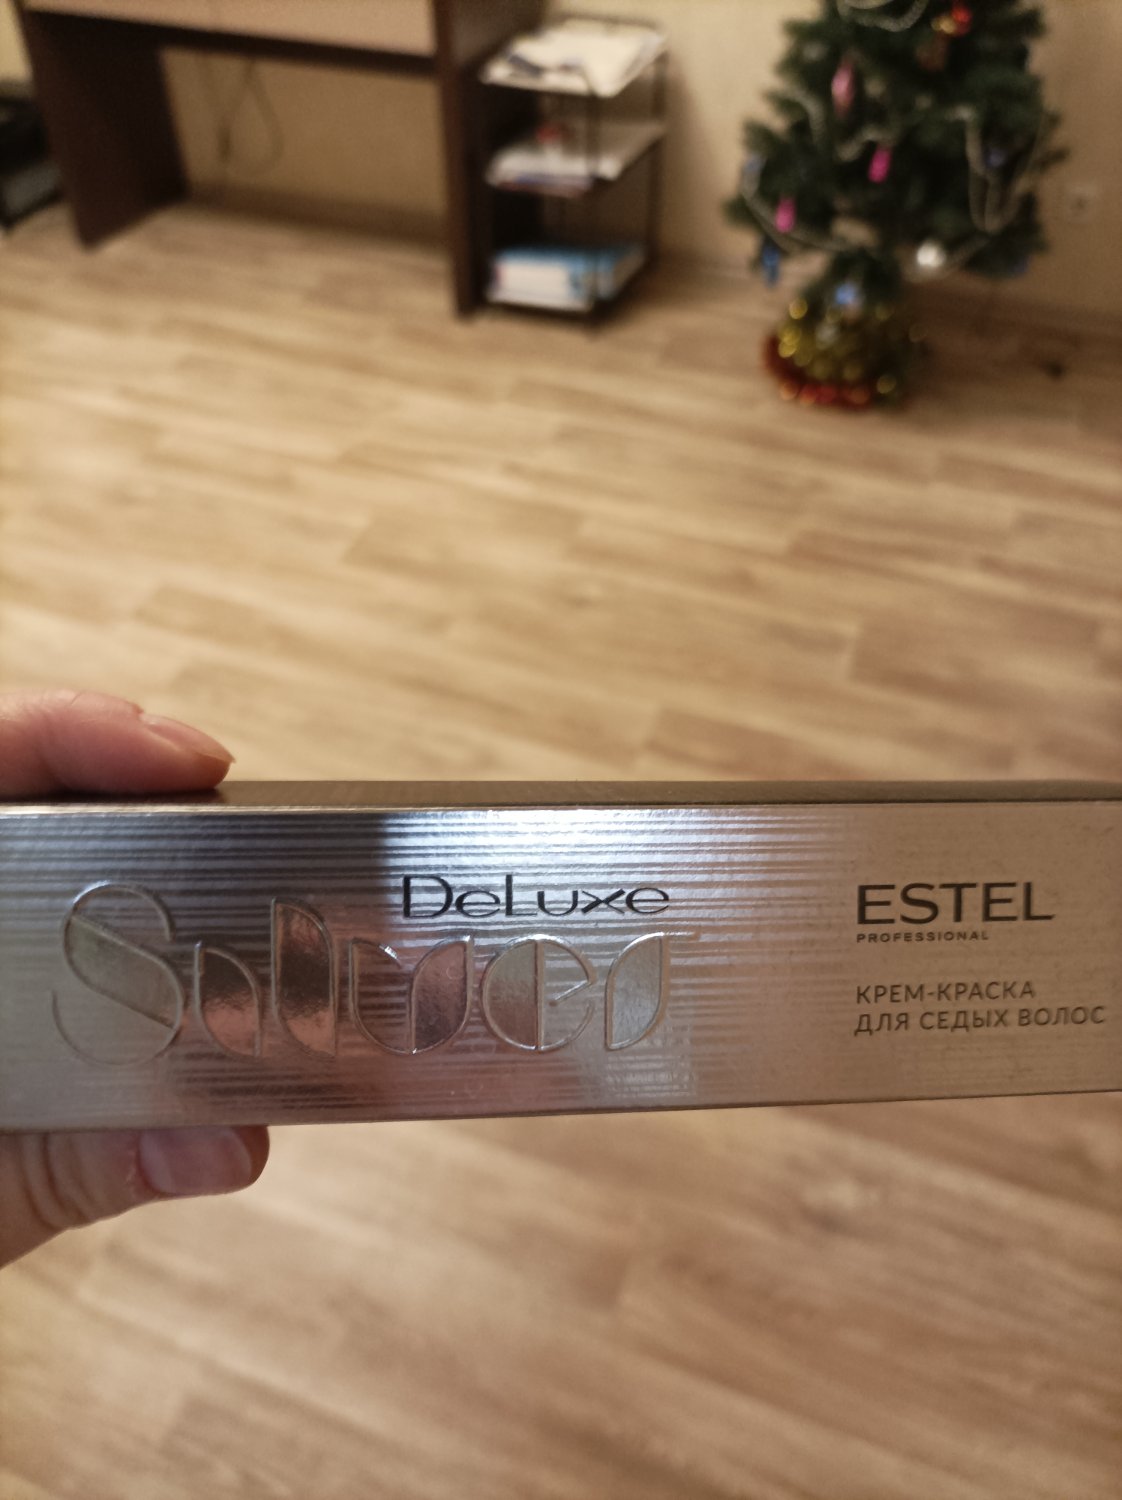 DeLuxe
Silver
ESTEL
PROFESSIONAL
КРЕМ-КРАСКА
ДЛЯ СЕДЫХ ВОЛОС